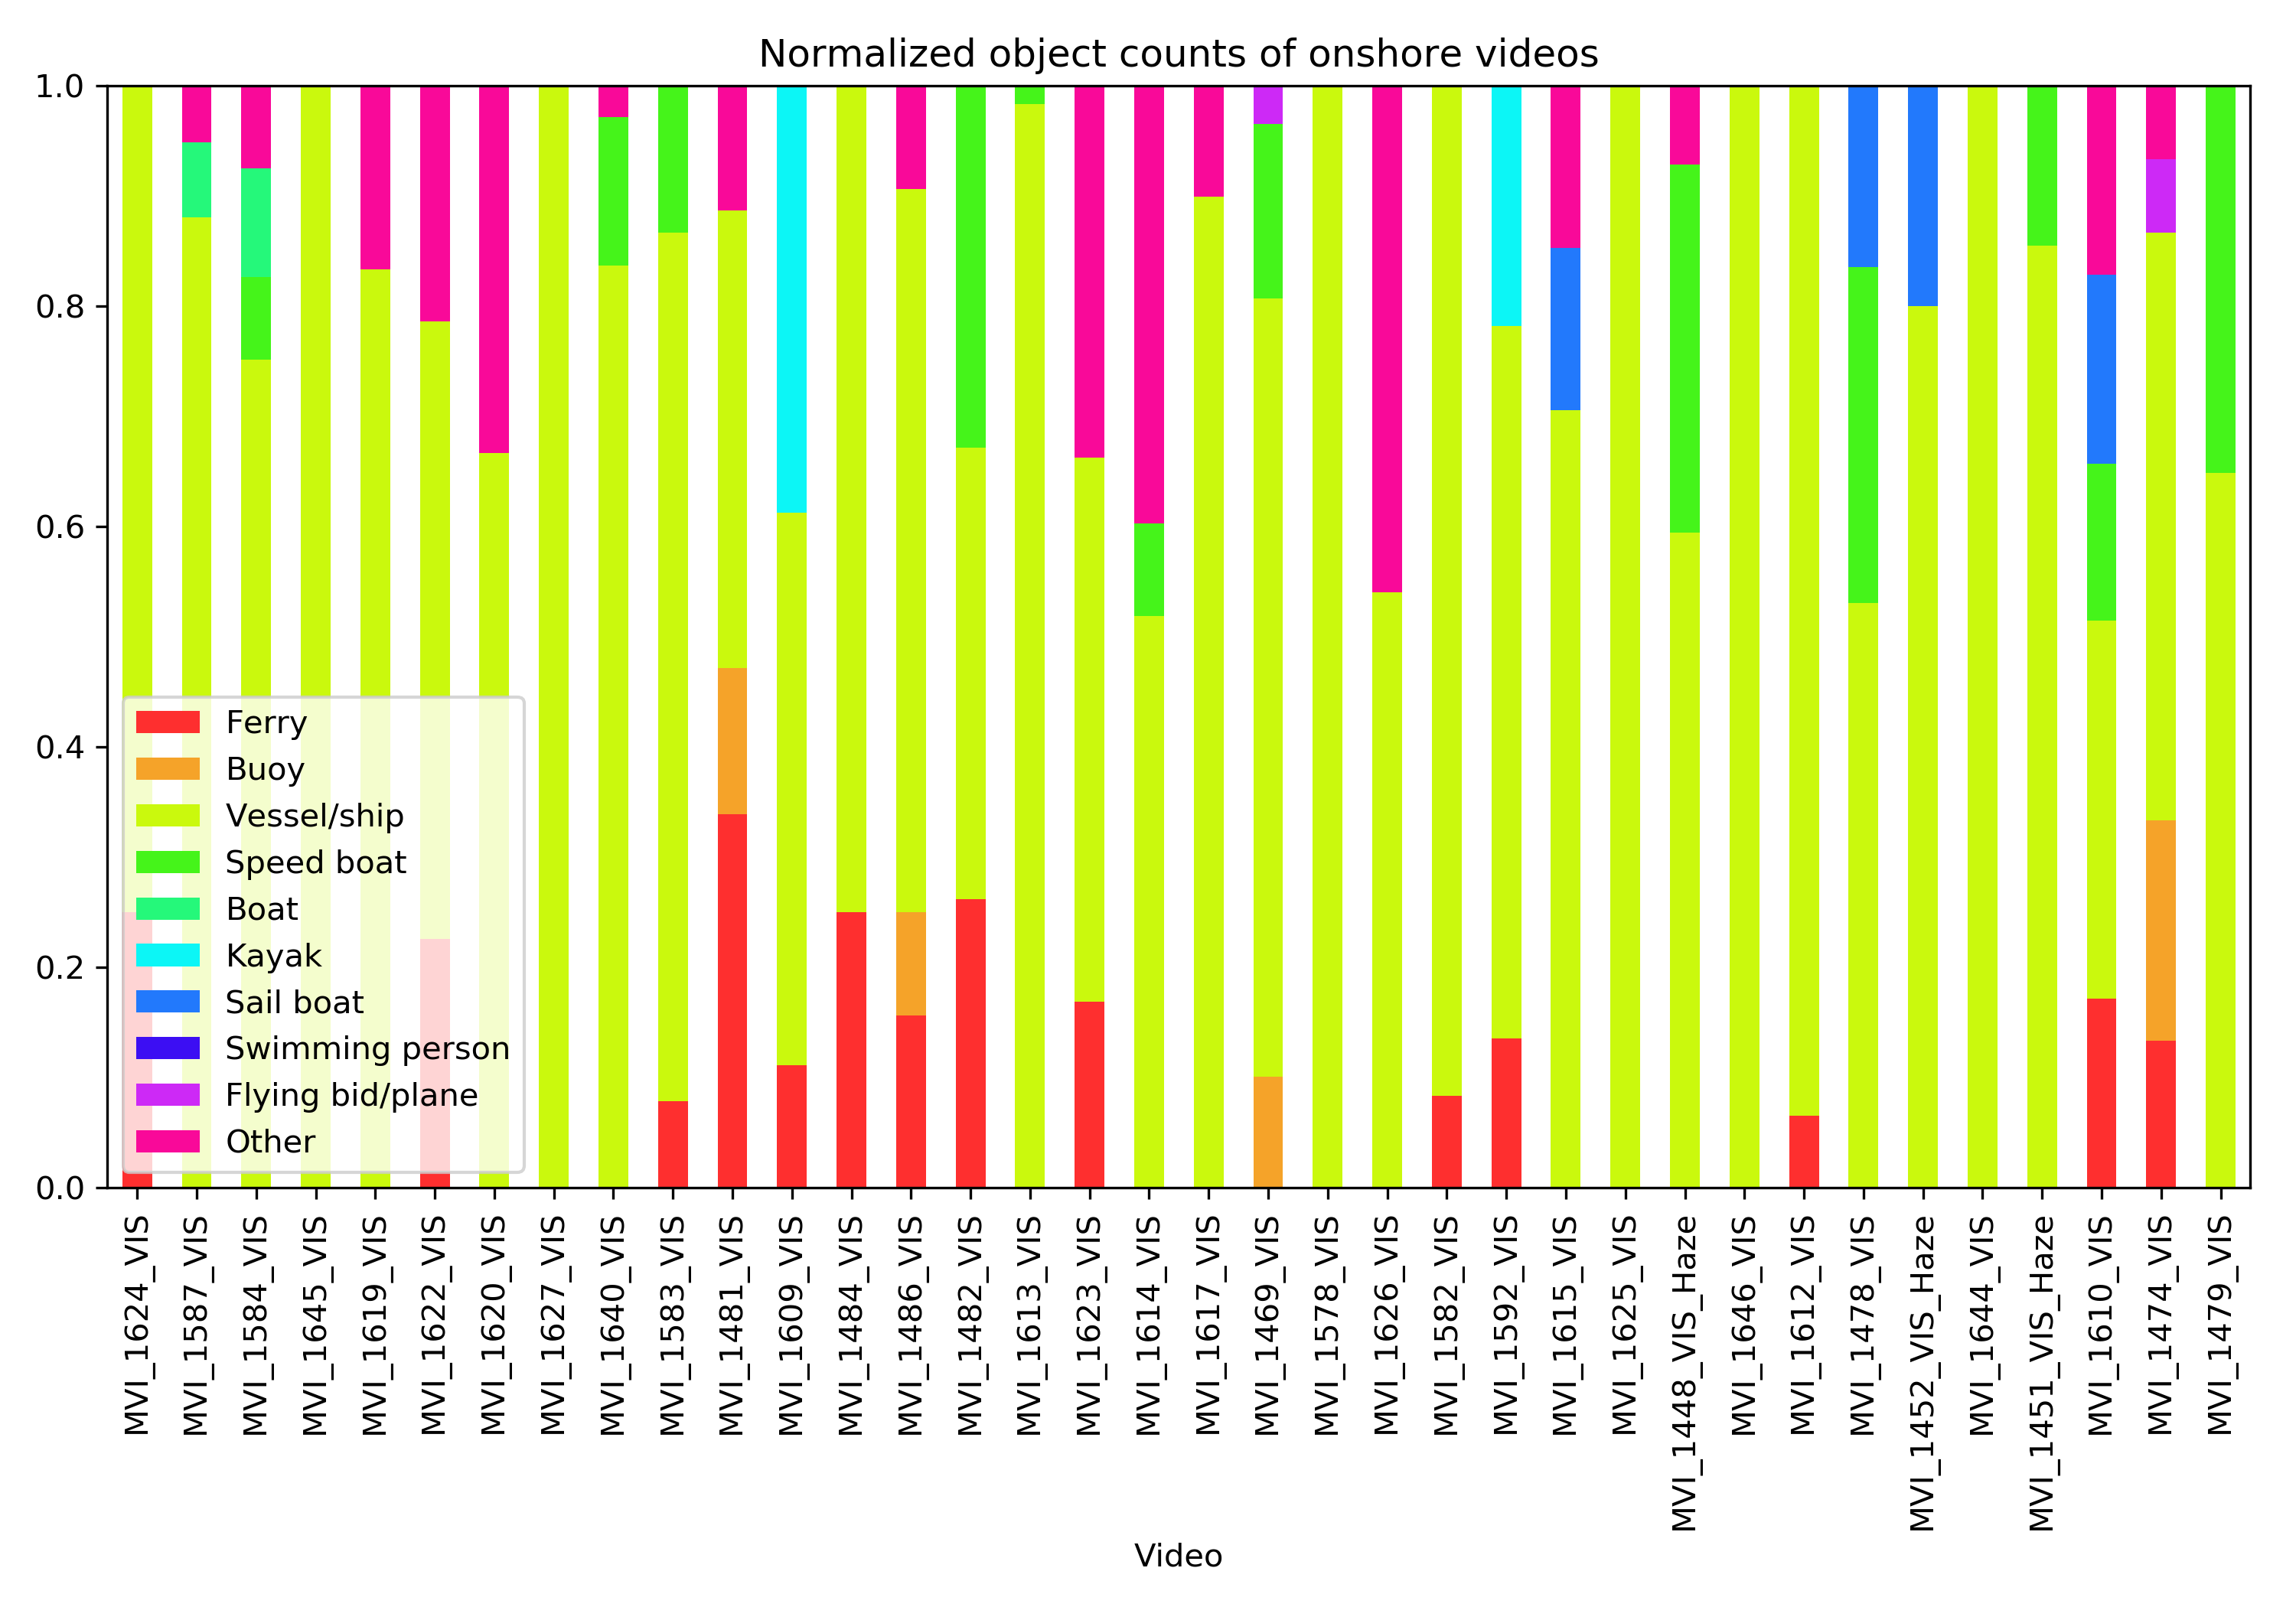 Normalized object counts of onshore videos
1.0
0.8
0.6
0.4
0.2
0.0
Ferry
Buoy
Vessel/ship
Speed boat
Boat
Kayak
Sail boat
Swimming person
Flying bid/plane
Other
MVI_1624_VIS
MVI_1587_VIS
MVI_1584_VIS
MVI_1645_VIS
MVI_1619_VIS
MVI_1622_VIS
MVI_1620_VIS
MVI_1627_VIS
MVI_1640_VIS
MVI_1583_VIS
MVI_1481_VIS
MVI_1609_VIS
MVI_1484_VIS
MVI_1486_VIS
MVI_1482_VIS
MVI_1613_VIS
MVI_1623_VIS
MVI_1614_VIS
MVI_1617_VIS
MVI_1469_VIS
MVI_1578_VIS
MVI_1626_VIS
MVI_1582_VIS
MVI_1592_VIS
MVI_1615_VIS
MVI_1625_VIS
MVI_1448_VIS_Haze
MVI_1646_VIS
MVI_1612_VIS
MVI_1478_VIS
MVI_1452_VIS_Haze
MVI_1644_VIS
MVI_1451_VIS_Haze
MVI_1610_VIS
MVI_1474_VIS
MVI_1479_VIS
Video